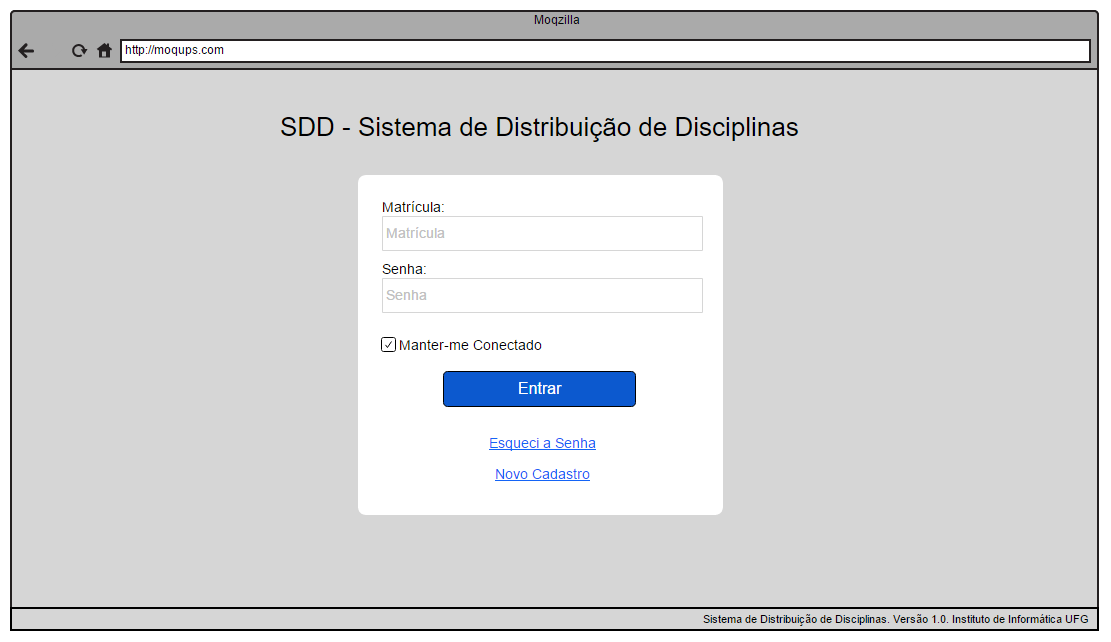 Moqzilla
http://moqups.com
SDD - Sistema de Distribuição de Disciplinas
Matrícula:
Matrícula
Senha:
Senha
Manter-me Conectado
Entrar
Esqueci a Senha
Novo Cadastro
Sistema de Distribuição de Disciplinas. Versão 1.0. Instituto de Informática UFG